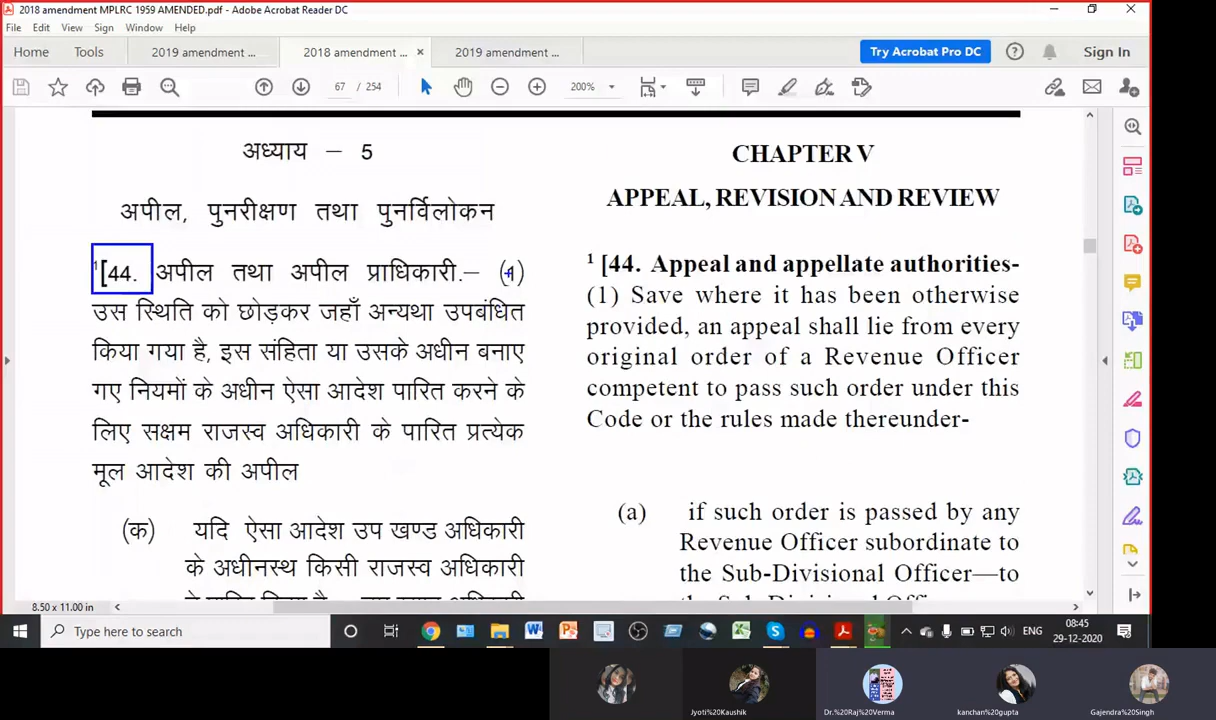 2018 amendment MPLRC 1959 AMENDED.pdf - Adobe Acrobat Reader DC
File Edit View Sign Window Help
Home Tools 2019 amendment ... 2018 amendment ... × 2019 amendment ... Try Acrobat Pro DC Sign In
67 / 254 200%
अध्याय – 5
अपील, पुनरीक्षण तथा पुनर्विलोकन
¹[44. अपील तथा अपील प्राधिकारी.– (1)
उस स्थिति को छोड़कर जहाँ अन्यथा उपबंधित
किया गया है, इस संहिता या उसके अधीन बनाए
गए नियमों के अधीन ऐसा आदेश पारित करने के
लिए सक्षम राजस्व अधिकारी के पारित प्रत्येक
मूल आदेश की अपील
(क) यदि ऐसा आदेश उप खण्ड अधिकारी
के अधीनस्थ किसी राजस्व अधिकारी
CHAPTER V
APPEAL, REVISION AND REVIEW
¹ [44. Appeal and appellate authorities-
(1) Save where it has been otherwise
provided, an appeal shall lie from every
original order of a Revenue Officer
competent to pass such order under this
Code or the rules made thereunder-
(a) if such order is passed by any
Revenue Officer subordinate to
the Sub-Divisional Officer—to
8.50 x 11.00 in
Type here to search
ENG
08:45
29-12-2020
Jyoti%20Kaushik
Dr.%20Raj%20Verma
kanchan%20gupta
Gajendra%20Singh